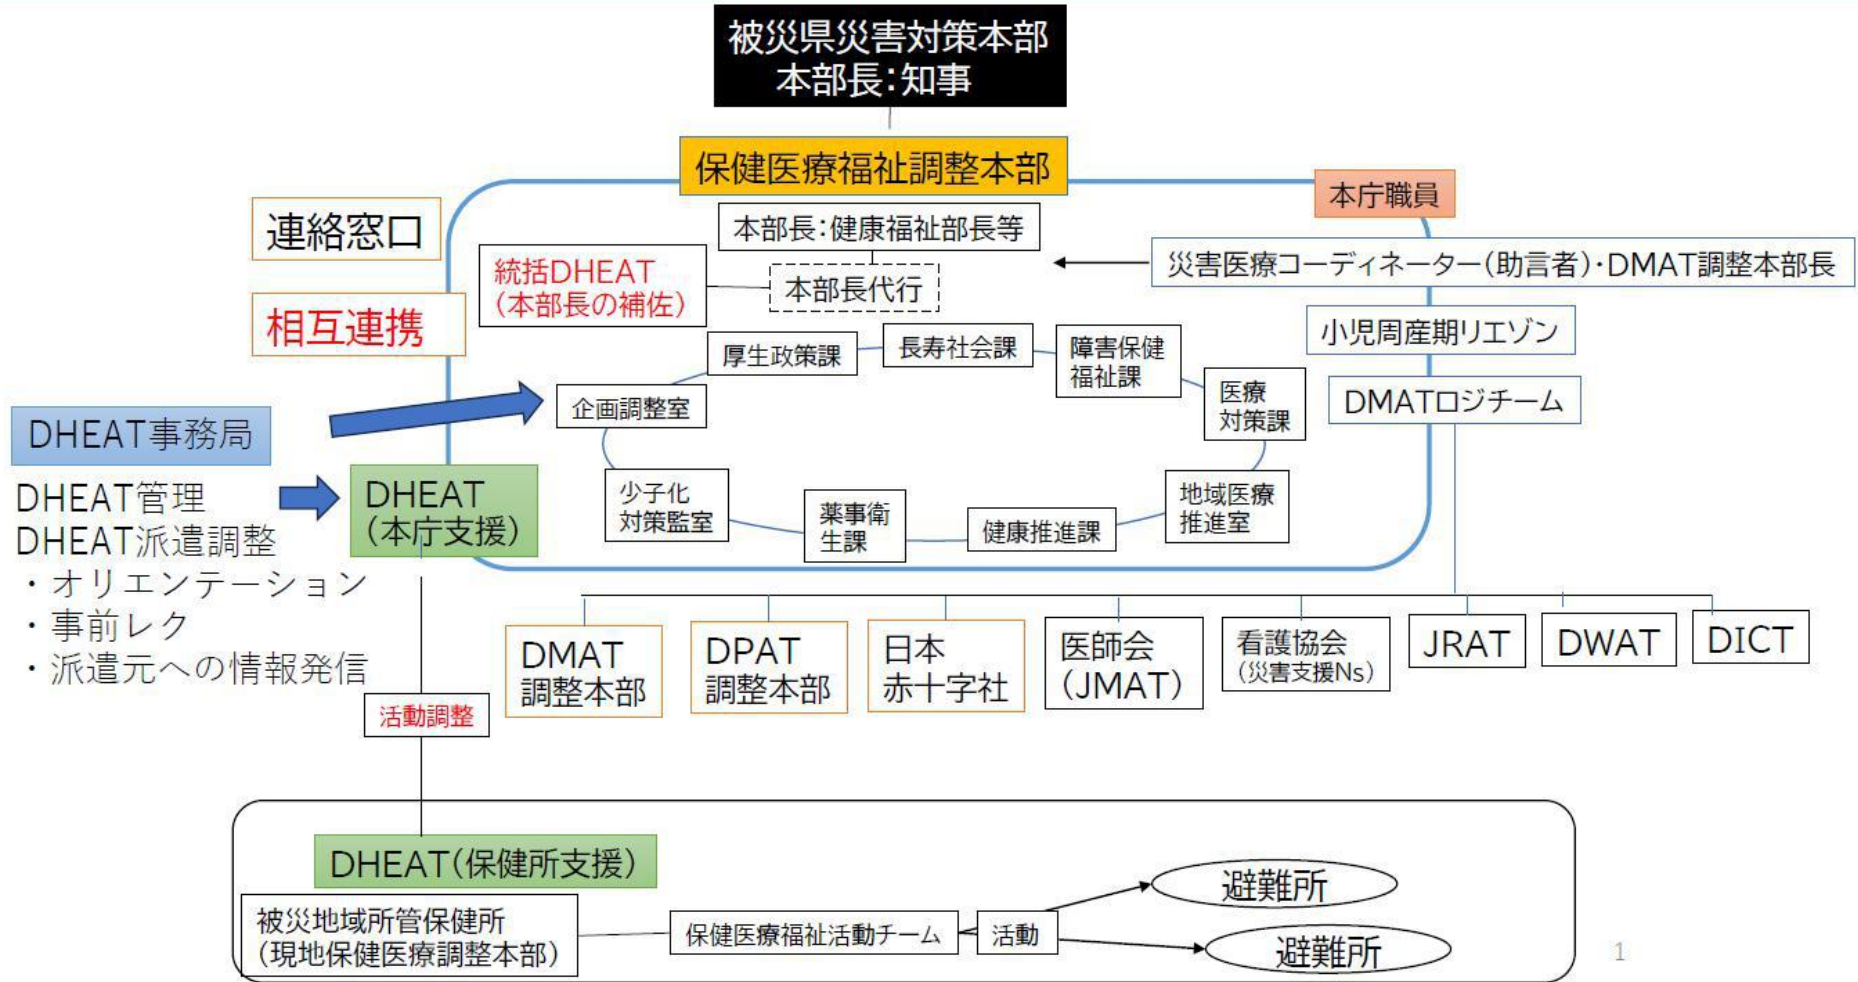 被災県災害対策本部
本部長:知事
保健医療福祉調整本部
本庁職員
連絡窓口
本部長:健康福祉部長等
統括DHEAT
(本部長の補佐)
本部長代行
災害医療コーディネーター(助言者)・DMAT調整本部長
相互連携
小児周産期リエゾン
厚生政策課
長寿社会課
障害保健
福祉課
医療
対策課
DMATロジチーム
企画調整室
DHEAT事務局
DHEAT管理
DHEAT派遣調整
・オリエンテーション
・事前レク
・派遣元への情報発信
DHEAT
(本庁支援)
少子化
対策監室
薬事衛
生課
健康推進課
地域医療
推進室
DMAT
調整本部
DPAT
調整本部
日本
赤十字社
医師会
(JMAT)
看護協会
(災害支援Ns)
JRAT
DWAT
DICT
活動調整
DHEAT(保健所支援)
被災地域所管保健所
(現地保健医療調整本部)
保健医療福祉活動チーム
活動
避難所
避難所
1